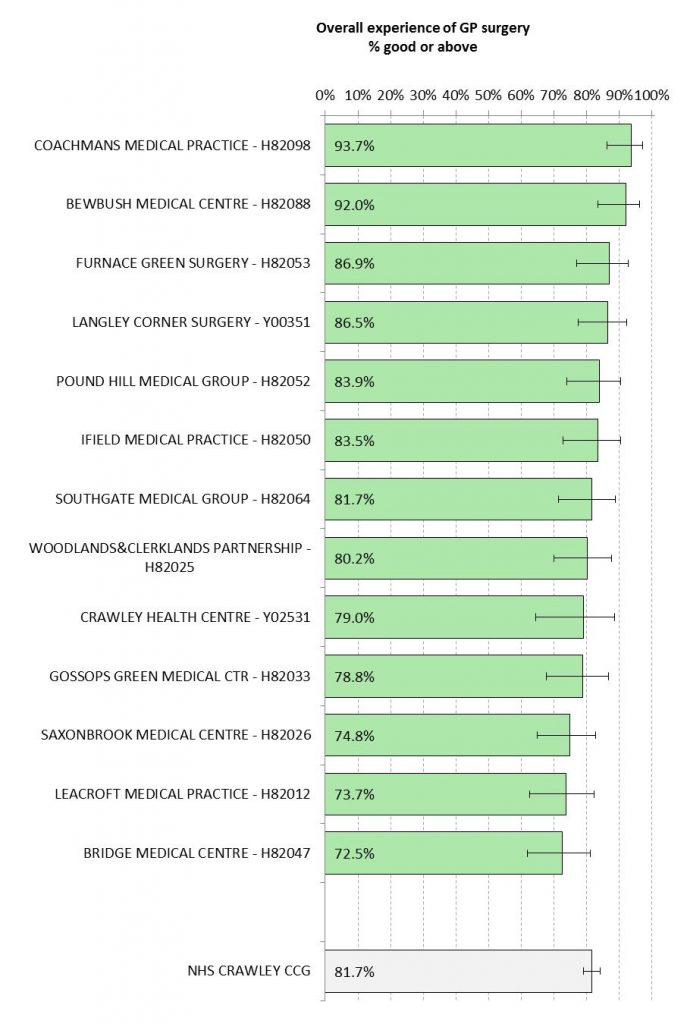 Overall experience of GP surgery
% good or above
0% 10% 20% 30% 40% 50% 60% 70% 80% 90% 100%
COACHMANS MEDICAL PRACTICE - H82098 93.7%
BEWBUSH MEDICAL CENTRE - H82088 92.0%
FURNACE GREEN SURGERY - H82053 86.9%
LANGLEY CORNER SURGERY - Y00351 86.5%
POUND HILL MEDICAL GROUP - H82052 83.9%
IFIELD MEDICAL PRACTICE - H82050 83.5%
SOUTHGATE MEDICAL GROUP - H82064 81.7%
WOODLANDS&CLERKLANDS PARTNERSHIP -
H82025 80.2%
CRAWLEY HEALTH CENTRE - Y02531 79.0%
GOSSOPS GREEN MEDICAL CTR - H82033 78.8%
SAXONBROOK MEDICAL CENTRE - H82026 74.8%
LEACROFT MEDICAL PRACTICE - H82012 73.7%
BRIDGE MEDICAL CENTRE - H82047 72.5%
NHS CRAWLEY CCG 81.7%